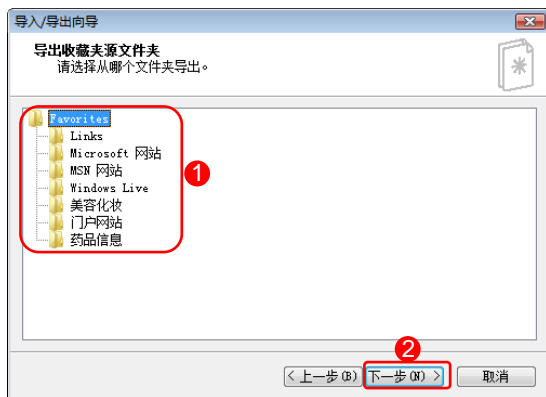 导入/导出向导
导出收藏夹源文件夹
请选择从哪个文件夹导出。
Favorites
Links
Microsoft 网站
MSN 网站
Windows Live
美容化妆
门户网站
药品信息
1
2
< 上一步(B) 下一步(N) > 取消